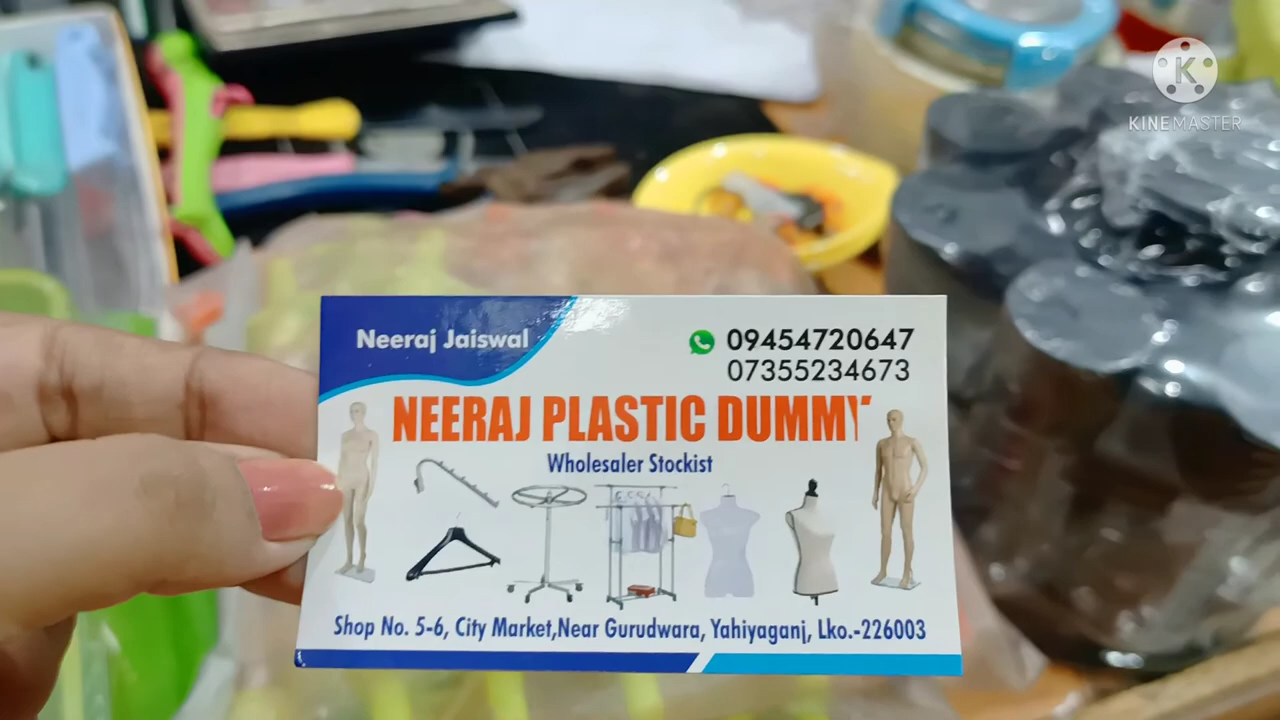 KINEMASTER
Neeraj Jaiswal
09454720647
07355234673
NEERAJ PLASTIC DUMMY
Wholesaler Stockist
Shop No. 5-6, City Market,Near Gurudwara, Yahiyaganj, Lko.-226003